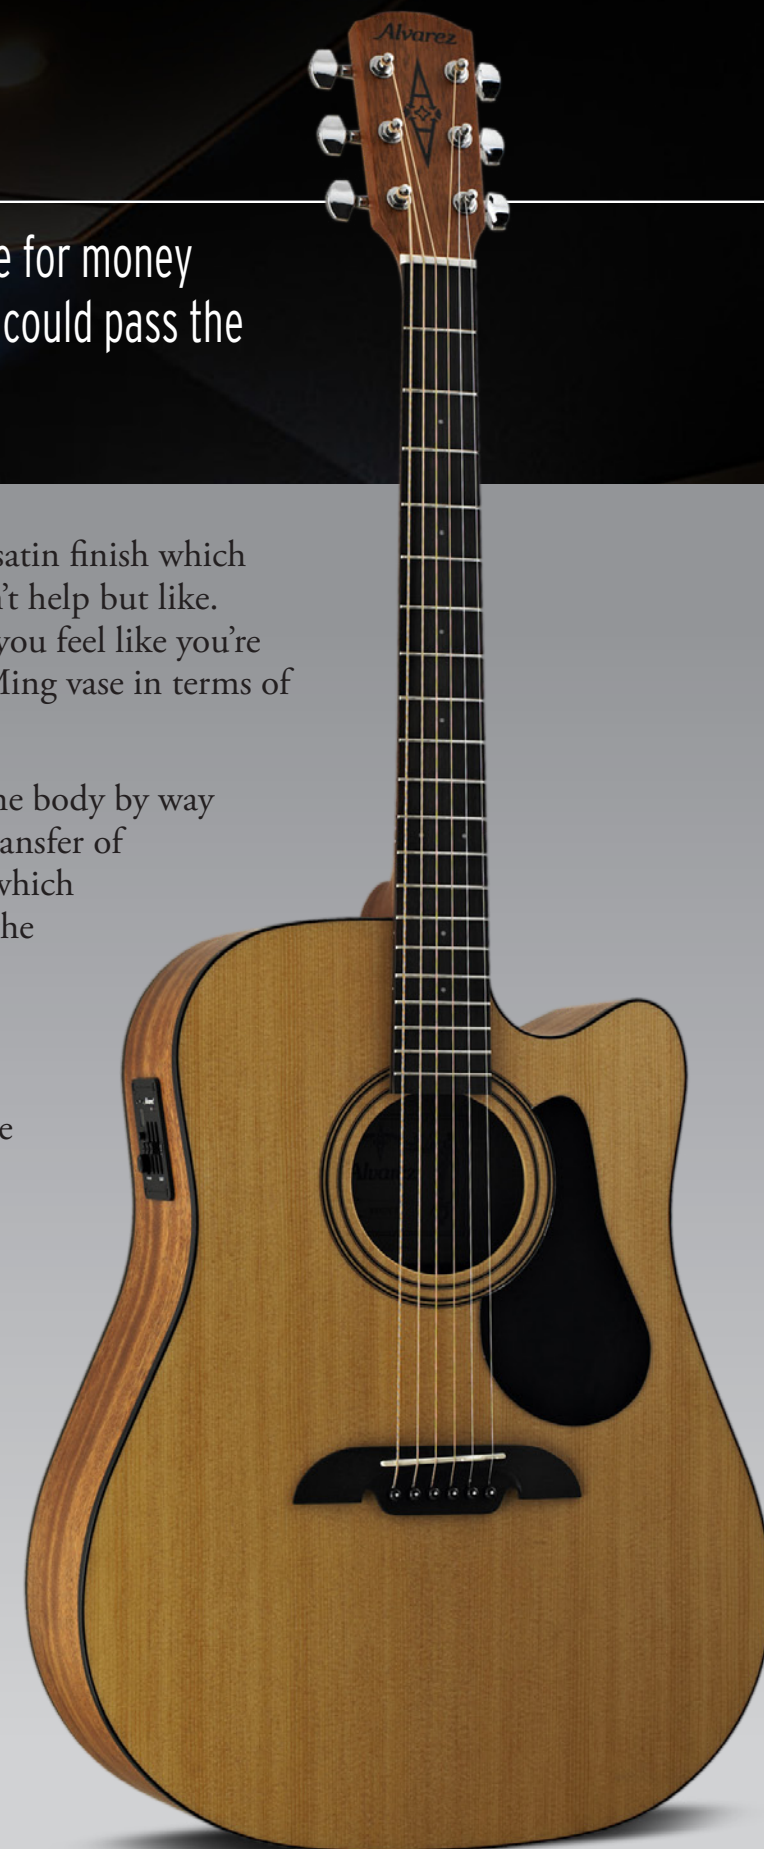 Alvarez
e for money
could pass the
satin finish which
n't help but like.
you feel like you're
Ming vase in terms of
he body by way
ansfer of
which
he
e
Alvarez